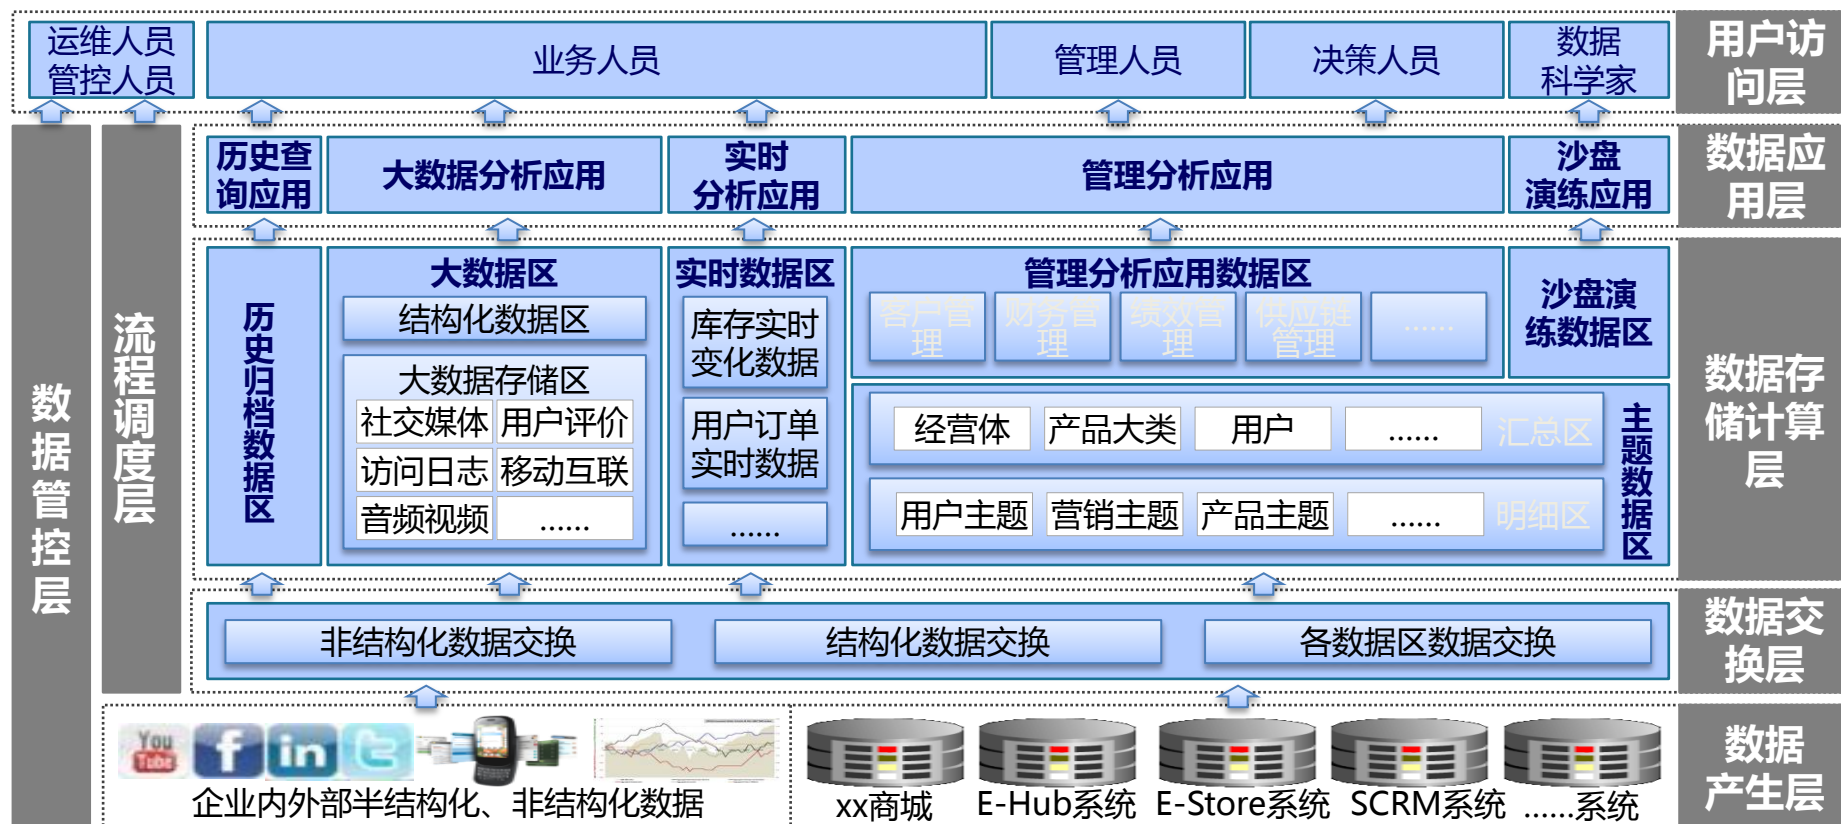 运维人员
管控人员
业务人员
管理人员
决策人员
数据
科学家
用户访
问层
历史查
询应用
大数据分析应用
实时
分析应用
管理分析应用
沙盘
演练应用
数据应
用层
数据管控层
流程调度层
历史归档数据区
大数据区
结构化数据区
大数据存储区
社交媒体
用户评价
访问日志
移动互联
音频视频
......
实时数据区
库存实时
变化数据
用户订单
实时数据
......
管理分析应用数据区
客户管
理
财务管
理
绩效管
理
供应链
管理
......
沙盘演
练数据区
经营体
产品大类
用户
......
汇总区
用户主题
营销主题
产品主题
......
明细区
主题数据区
数据存
储计算
层
非结构化数据交换
结构化数据交换
各数据区数据交换
数据交
换层
You
Tube
f
in
t
企业内外部半结构化、非结构化数据
xx商城
E-Hub系统
E-Store系统
SCRM系统
......系统
数据
产生层